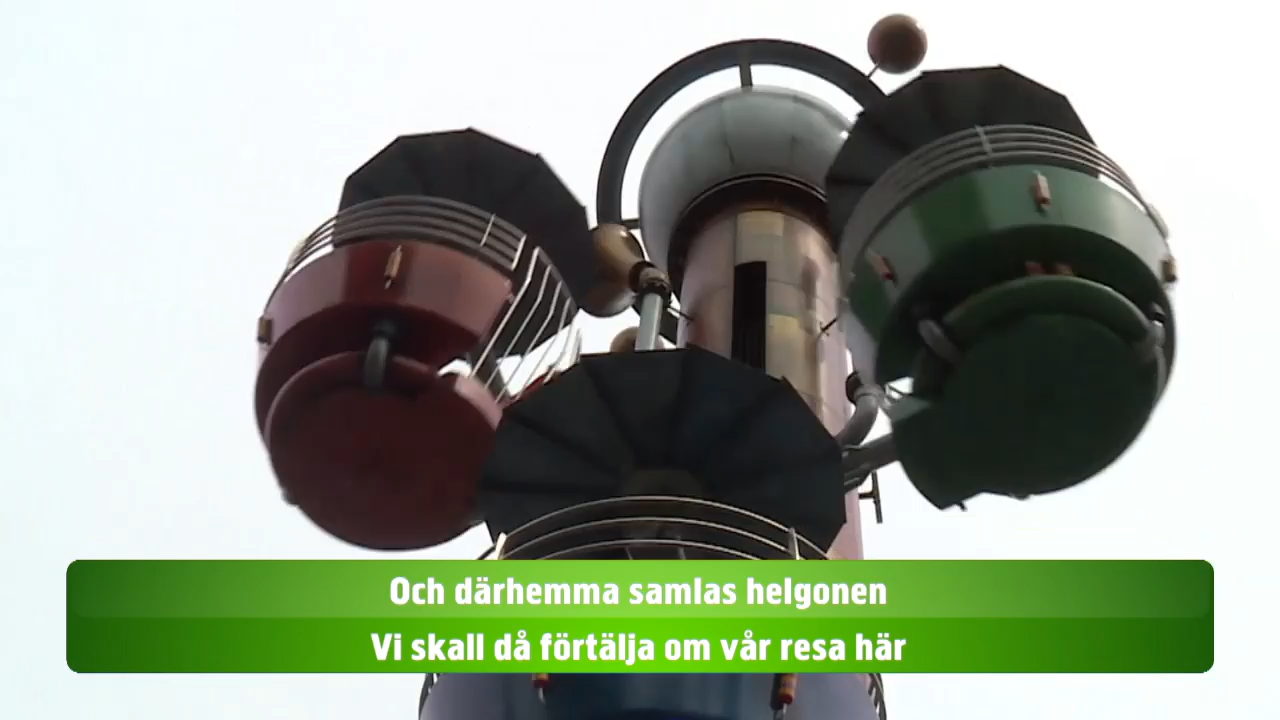 Och därhemma samlas helgonen
Vi skall då förtälja om vår resa här